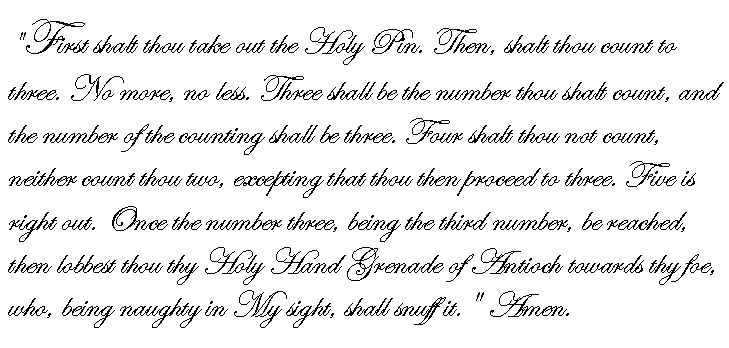 "First shalt thou take out the Holy Pin. Then, shalt thou count to
three. No more, no less. Three shall be the number thou shalt count, and
the number of the counting shall be three. Four shalt thou not count,
neither count thou two, excepting that thou then proceed to three. Five is
right out. Once the number three, being the third number, be reached,
then lobbest thou thy Holy Hand Grenade of Antioch towards thy foe,
who, being naughty in My sight, shall snuff it." Amen.